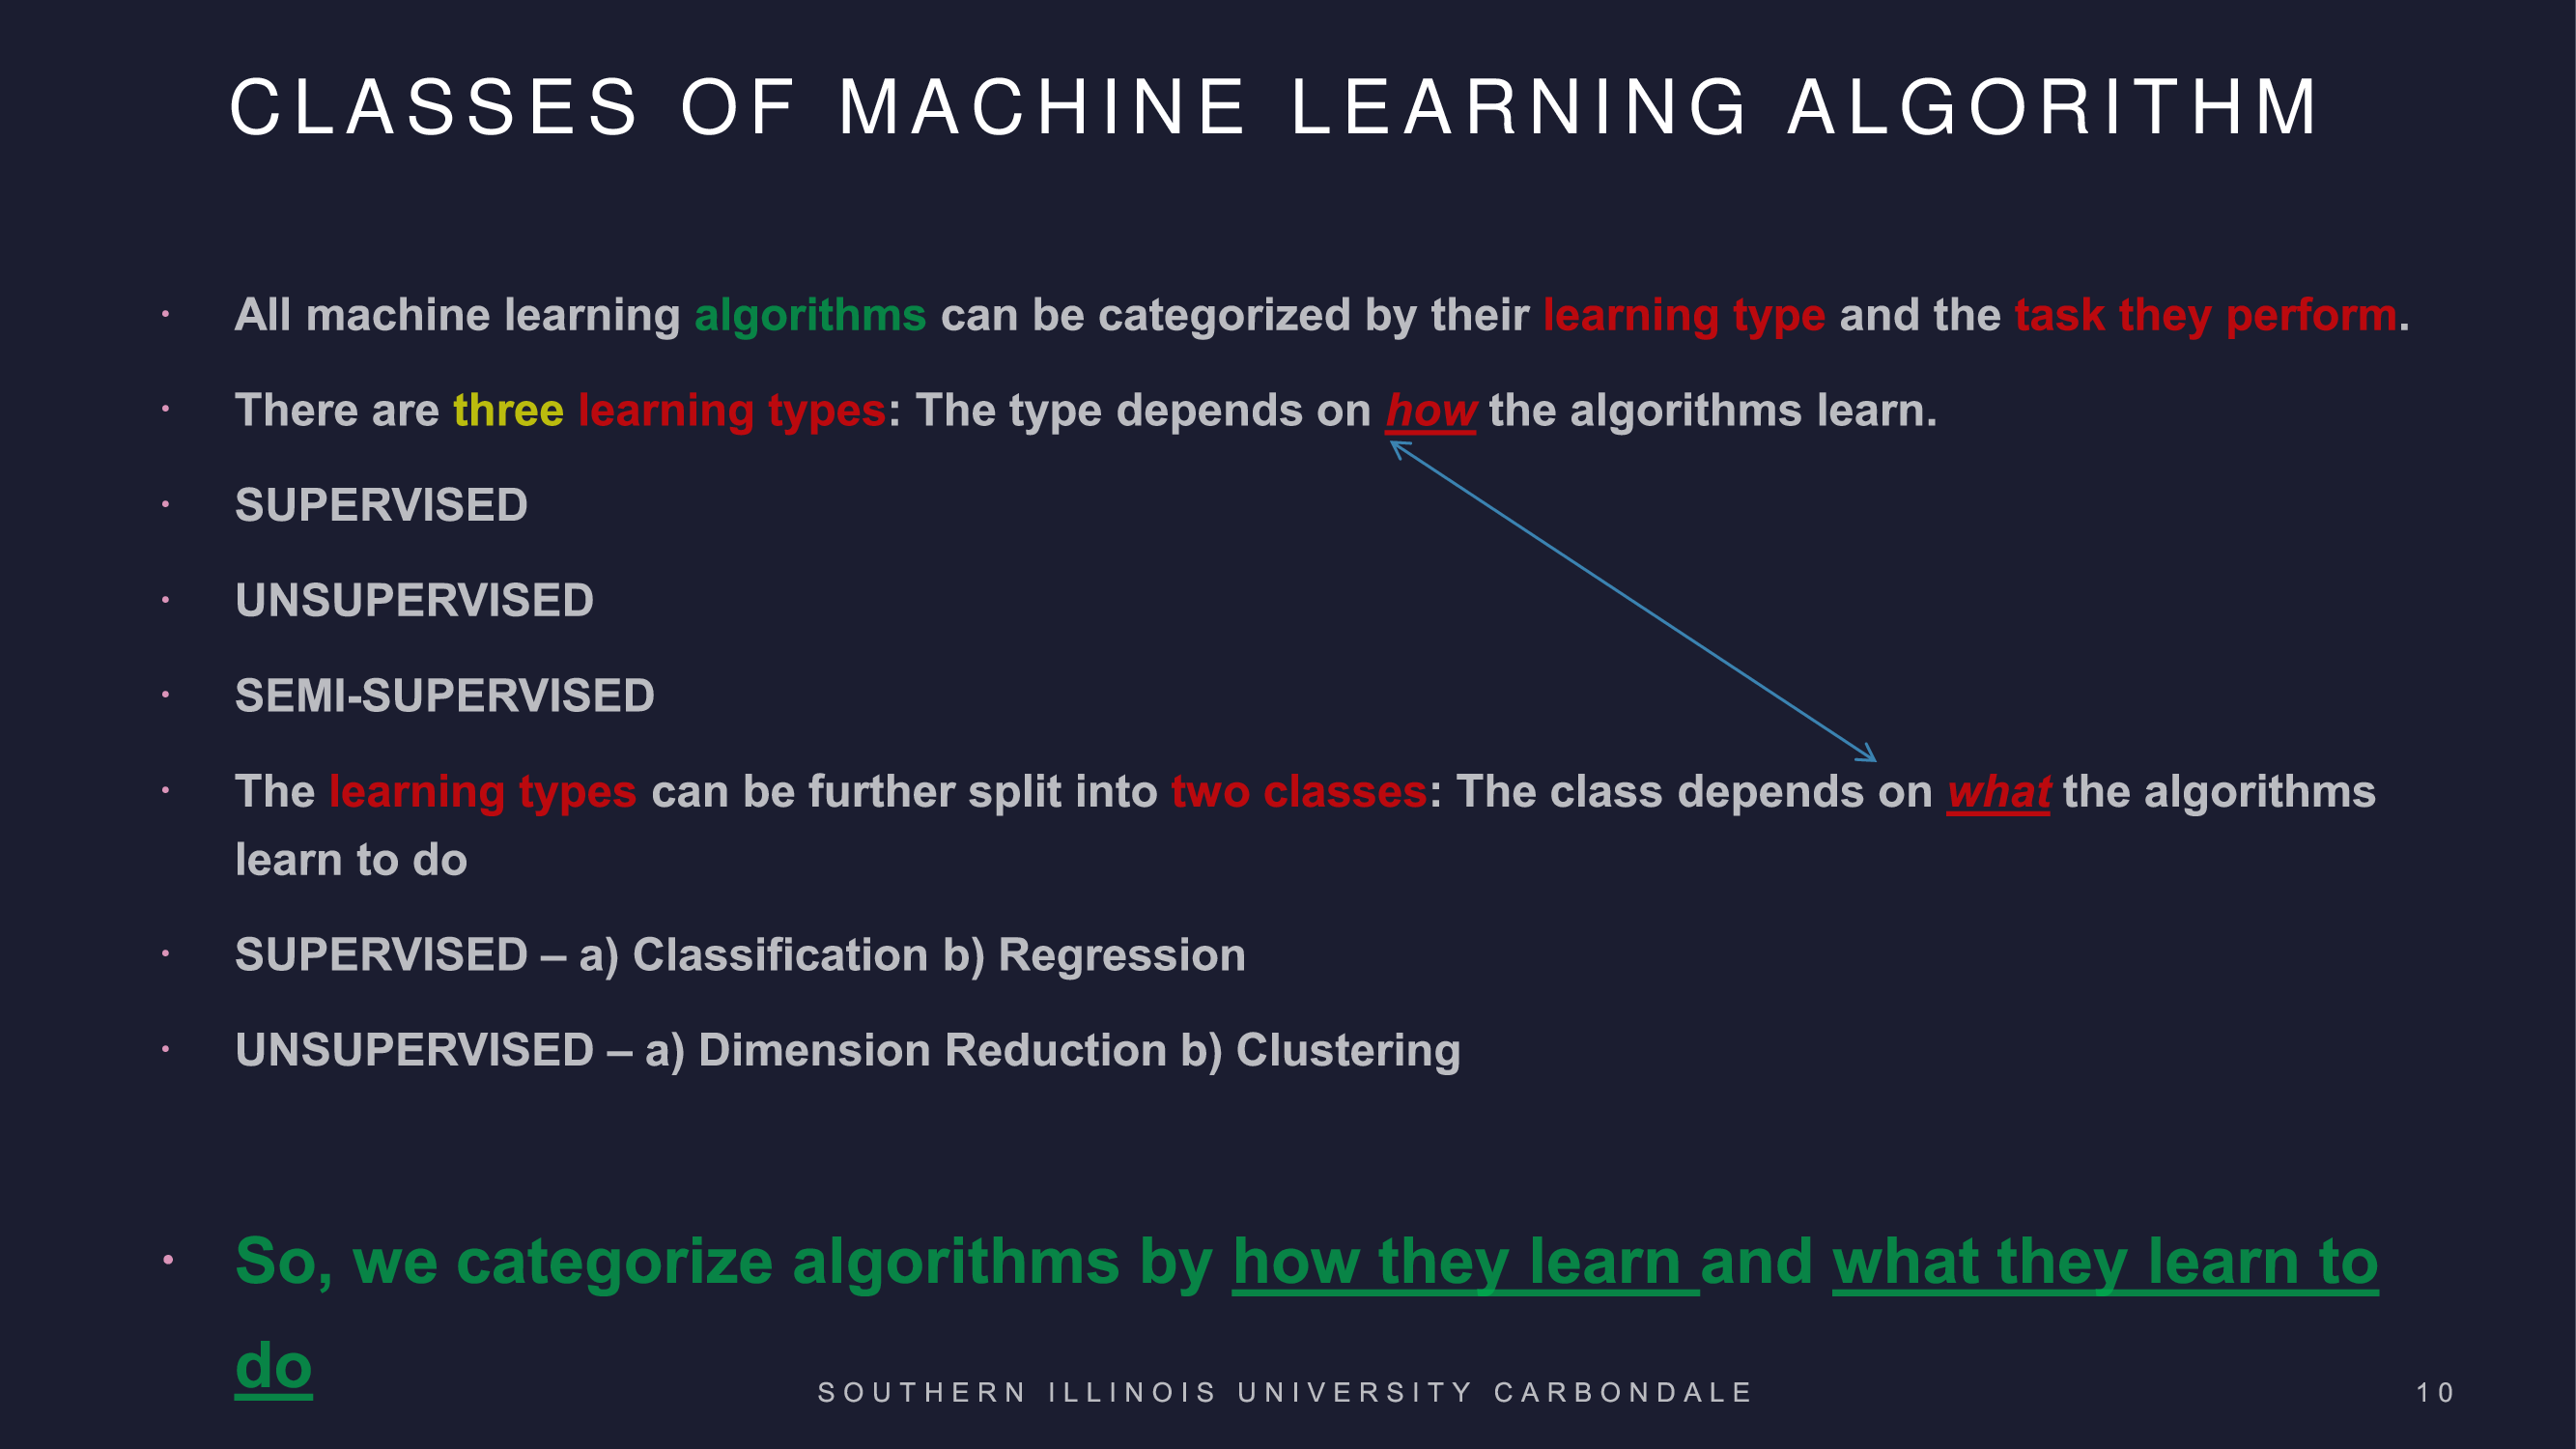 CLASSES OF MACHINE LEARNING ALGORITHM
• All machine learning algorithms can be categorized by their learning type and the task they perform.
• There are three learning types: The type depends on how the algorithms learn.
• SUPERVISED
• UNSUPERVISED
• SEMI-SUPERVISED
• The learning types can be further split into two classes: The class depends on what the algorithms
learn to do
• SUPERVISED – a) Classification b) Regression
• UNSUPERVISED – a) Dimension Reduction b) Clustering
• So, we categorize algorithms by how they learn and what they learn to
do
SOUTHERN ILLINOIS UNIVERSITY CARBONDALE
10